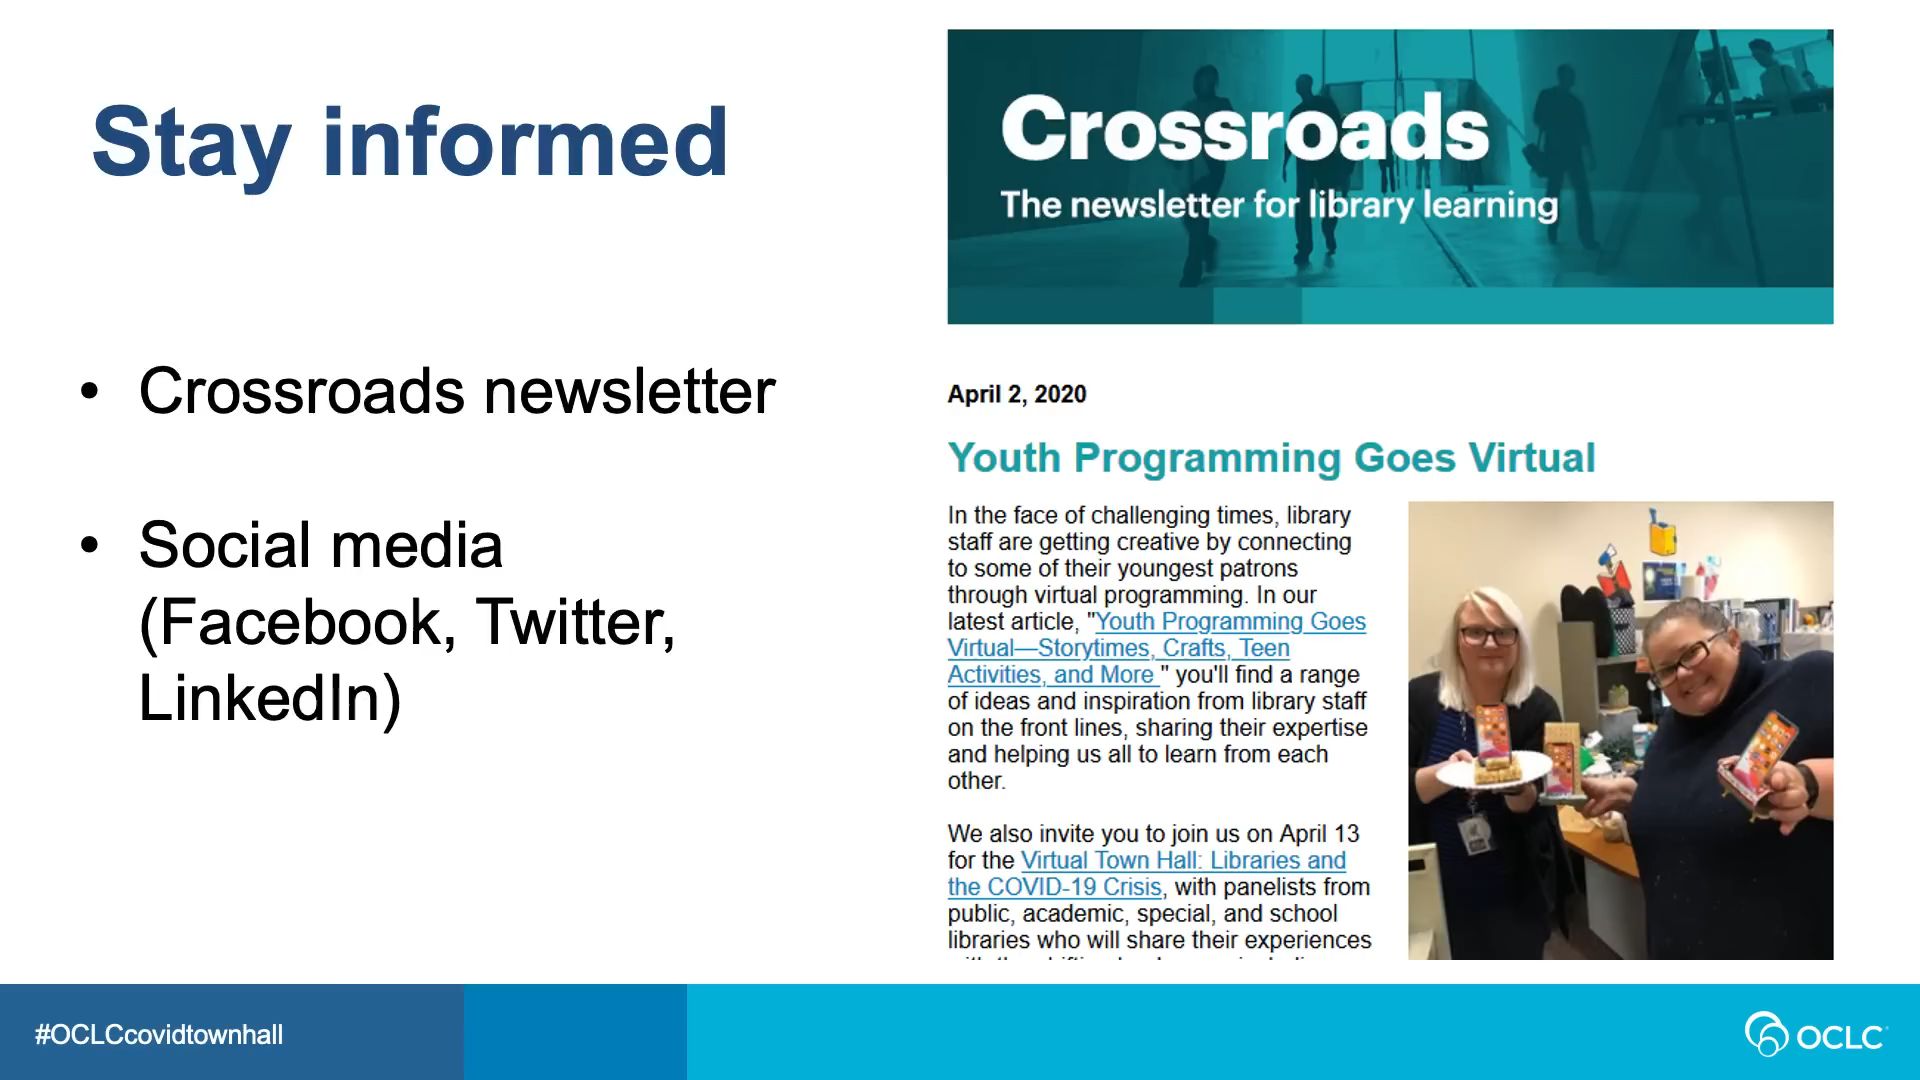 Stay informed
• Crossroads newsletter
• Social media
(Facebook, Twitter,
LinkedIn)
Crossroads
The newsletter for library learning
April 2, 2020
Youth Programming Goes Virtual
In the face of challenging times, library
staff are getting creative by connecting
to some of their youngest patrons
through virtual programming. In our
latest article, "Youth Programming Goes
Virtual—Storytimes, Crafts, Teen
Activities, and More " you'll find a range
of ideas and inspiration from library staff
on the front lines, sharing their expertise
and helping us all to learn from each
other.
We also invite you to join us on April 13
for the Virtual Town Hall: Libraries and
the COVID-19 Crisis, with panelists from
public, academic, special, and school
libraries who will share their experiences
#OCLCcovidtownhall
OCLC